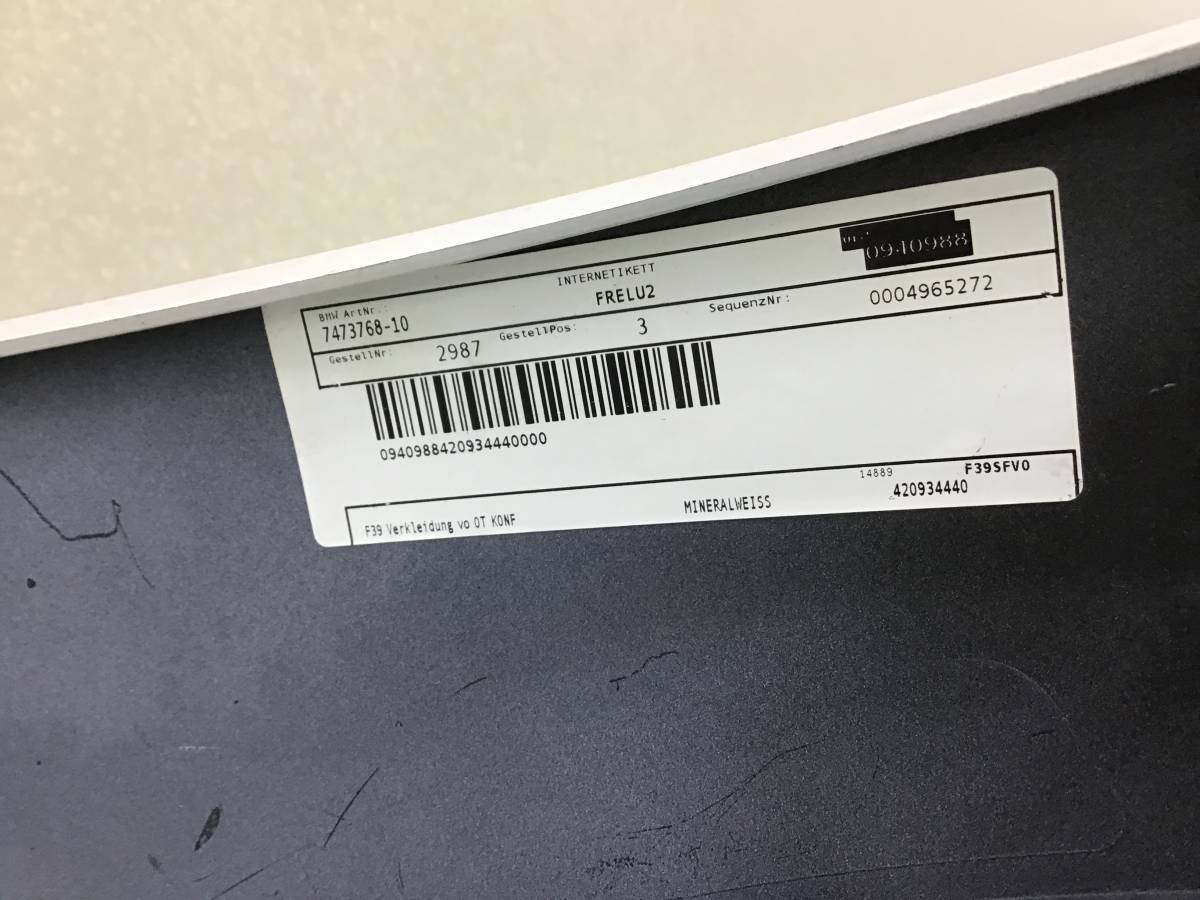 INTERNETIKETT
BMW ArtNr.:
7473768-10
FRELU2
0940988
GestellNr:
2987
GestellPos:
3
SequenzNr:
0004965272
0940988420934440000
14889
F39SFV0
F39 Verkleidung vo OT KONF
MINERALWEISS
420934440